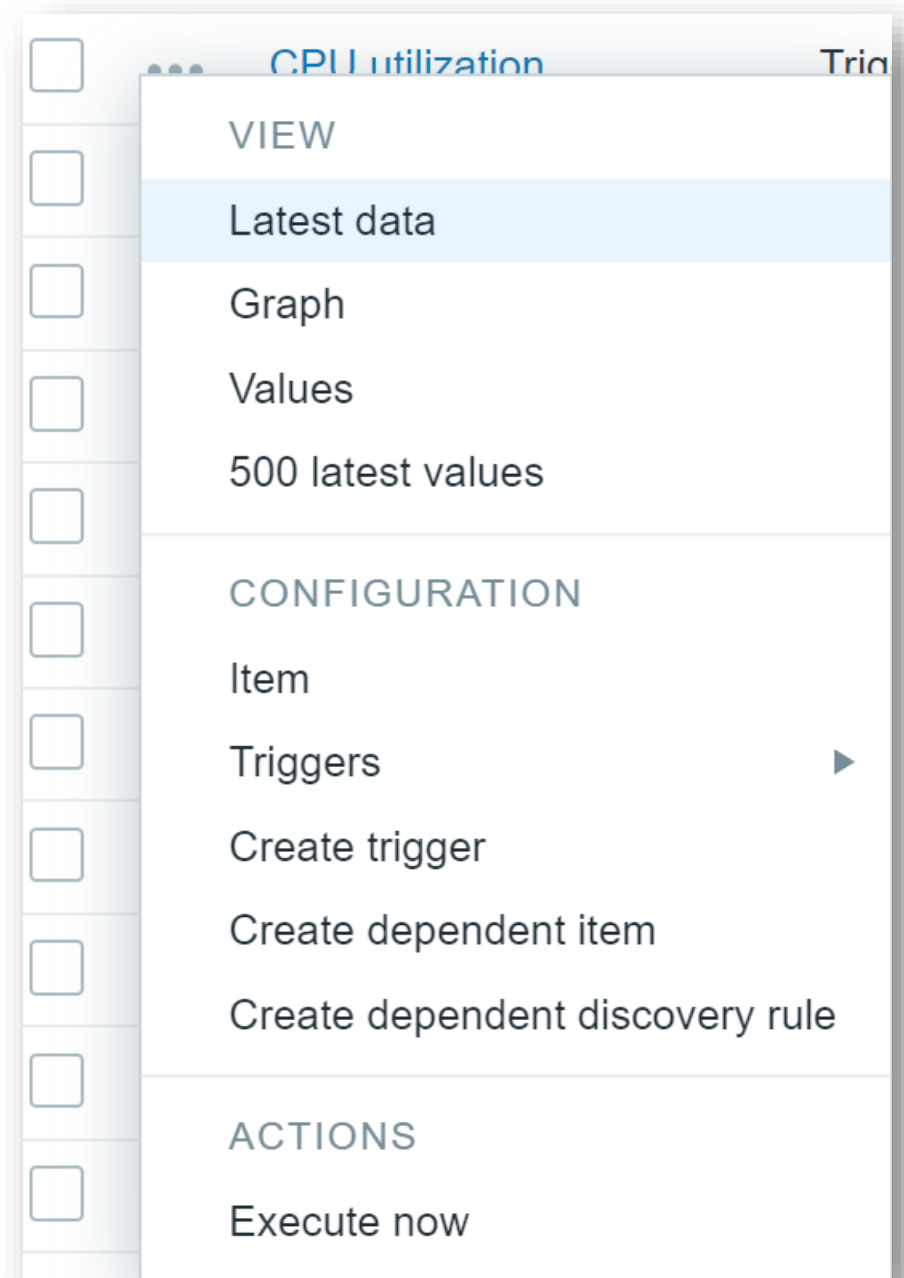 CPU utilization Trig
VIEW
Latest data
Graph
Values
500 latest values
CONFIGURATION
Item
Triggers
Create trigger
Create dependent item
Create dependent discovery rule
ACTIONS
Execute now